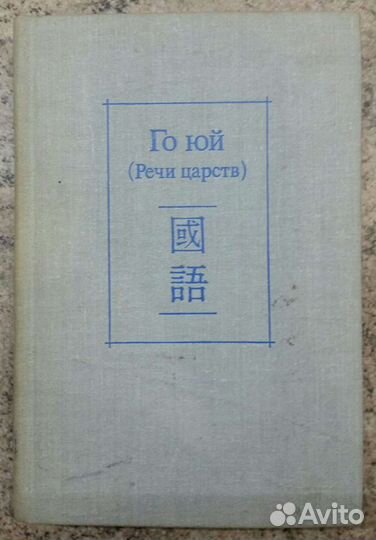 Го юй
(Речи царств)
國
語
Avito